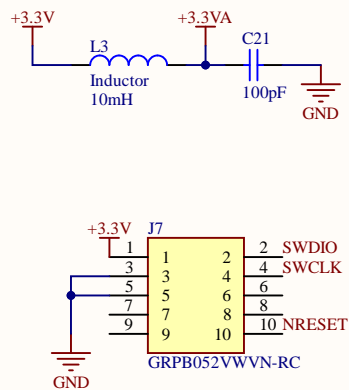 +3.3V
+3.3VA
L3
C21
Inductor
10mH
100pF
GND
+3.3V
J7
1 1 2 2 SWDIO
3 3 4 4 SWCLK
5 5 6 6
7 7 8 8
9 9 10 10 NRESET
GRPB052VWVN-RC
GND